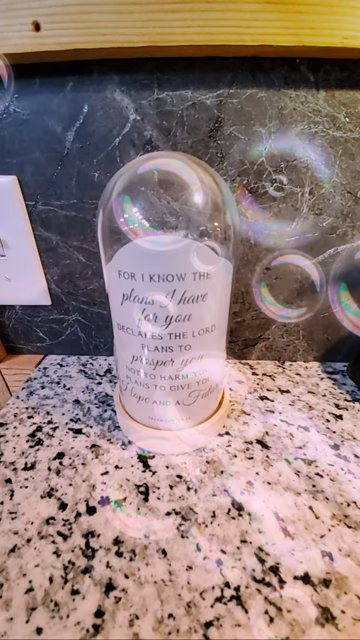 FOR I KNOW THE
plans I have
for you
DECLARES THE LORD
PLANS TO
prosper you
NOT TO HARM YOU
PLANS TO GIVE YOU
Hope AND A Future